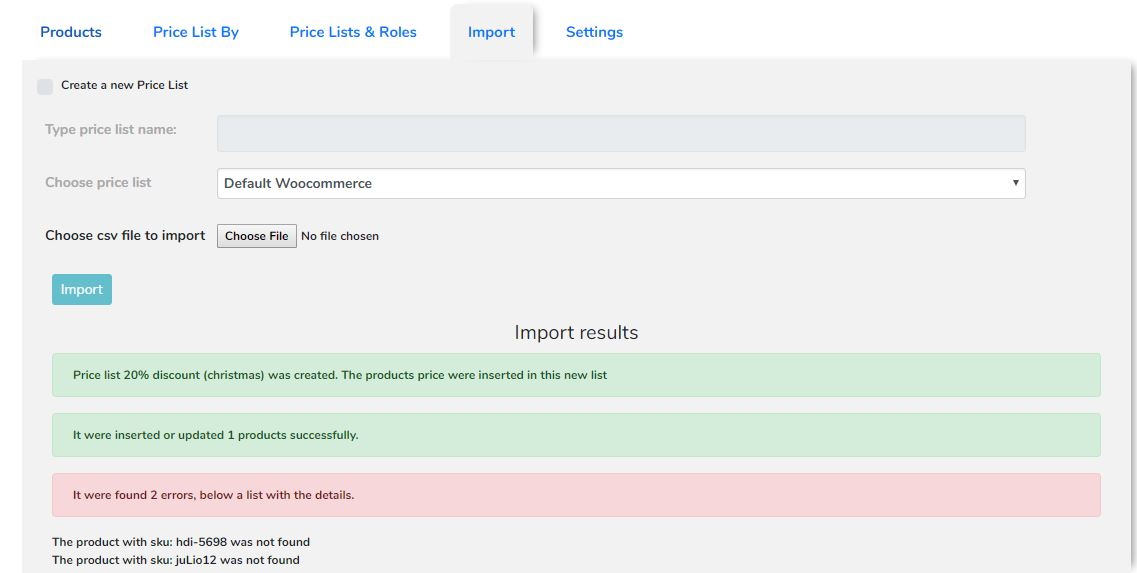 Products Price List By Price Lists & Roles Import Settings
Create a new Price List
Type price list name:
Choose price list Default Woocommerce
Choose csv file to import Choose File No file chosen
Import
Import results
Price list 20% discount (christmas) was created. The products price were inserted in this new list
It were inserted or updated 1 products successfully.
It were found 2 errors, below a list with the details.
The product with sku: hdi-5698 was not found
The product with sku: juLio12 was not found